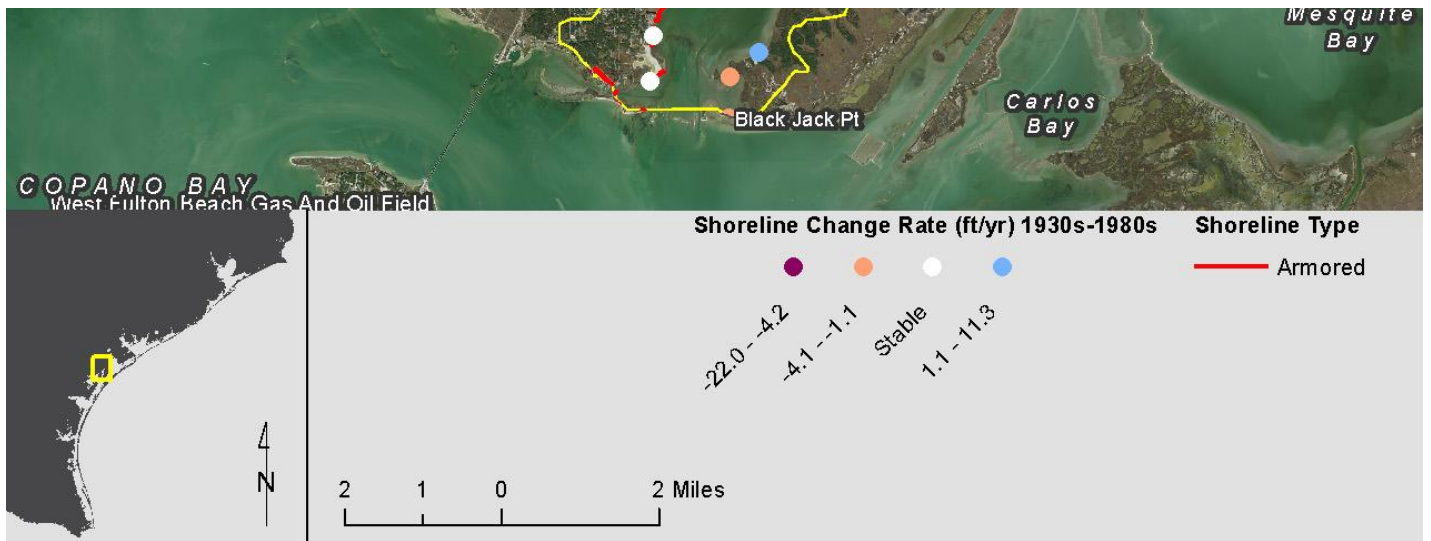 Mesquite
Bay
Carlos
Bay
Black Jack Pt
COPANO BAY
West Fulton Beach Gas And Oil Field
Shoreline Change Rate (ft/yr) 1930s-1980s
Shoreline Type
Armored
-22.0 - -4.2
-4.1 - -1.1
Stable
1.1 - 11.3
N
2 1 0 2 Miles